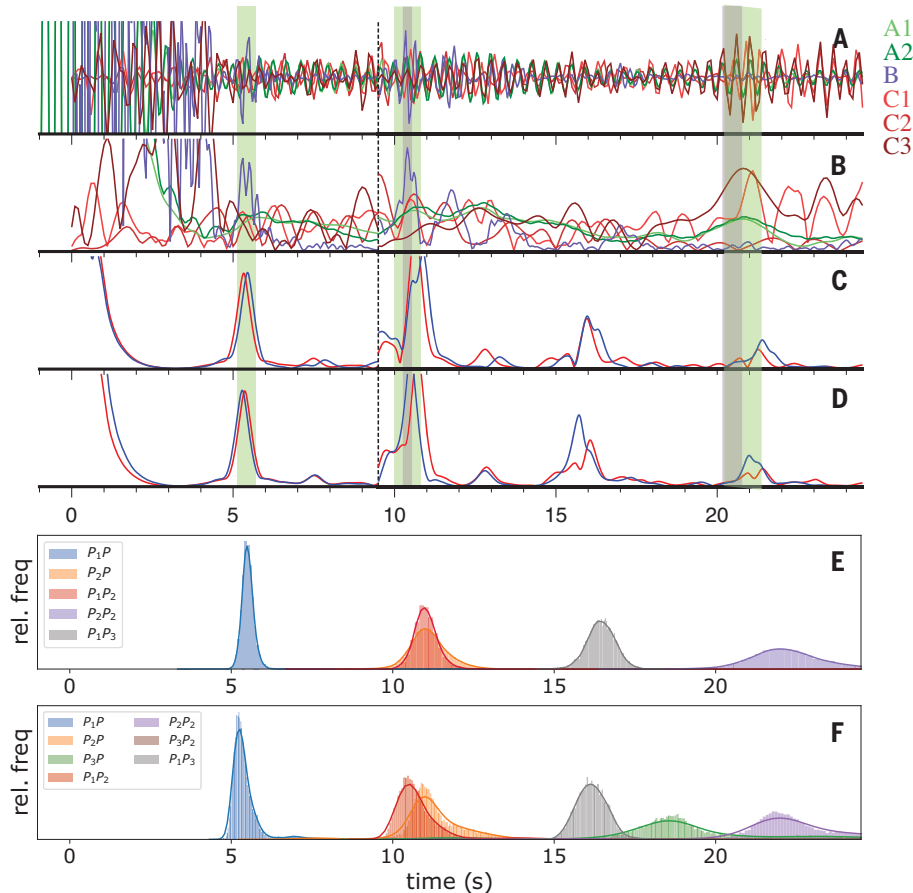 A
A1
A2
B
C1
C2
C3
B
C
D
0 5 10 15 20
rel. freq
P₁P
P₂P
P₁P₂
P₂P₂
P₁P₃
E
0 5 10 15 20
rel. freq
P₁P P₂P₂
P₂P P₃P₂
P₃P P₁P₃
P₁P₂
F
0 5 10 15 20
time (s)